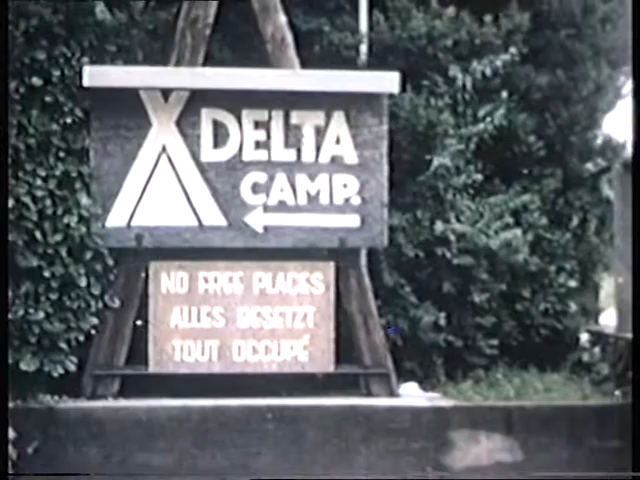 DELTA
CAMP.
NO FREE PLACES
ALLES BESETZT
TOUT OCCUPÉ